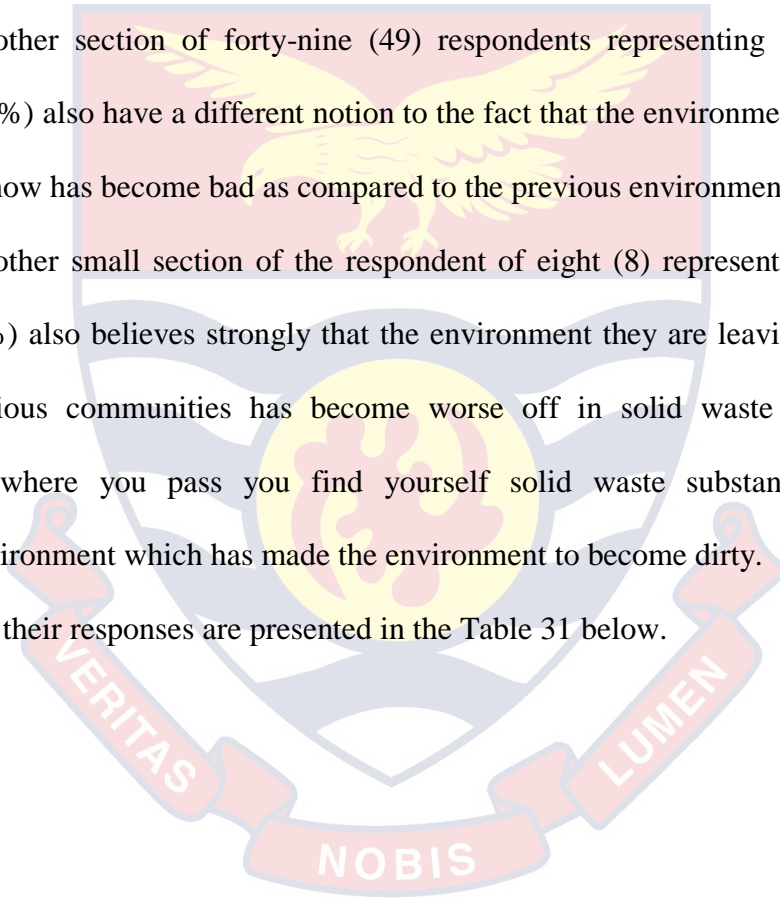 other section of forty-nine (49) respondents representing
%) also have a different notion to the fact that the environme
now has become bad as compared to the previous environmen
other small section of the respondent of eight (8) represent
) also believes strongly that the environment they are leavi
ious communities has become worse off in solid waste
where you pass you find yourself solid waste substan
ironment which has made the environment to become dirty.
their responses are presented in the Table 31 below.
VERITAS
NOBIS
LUMEN